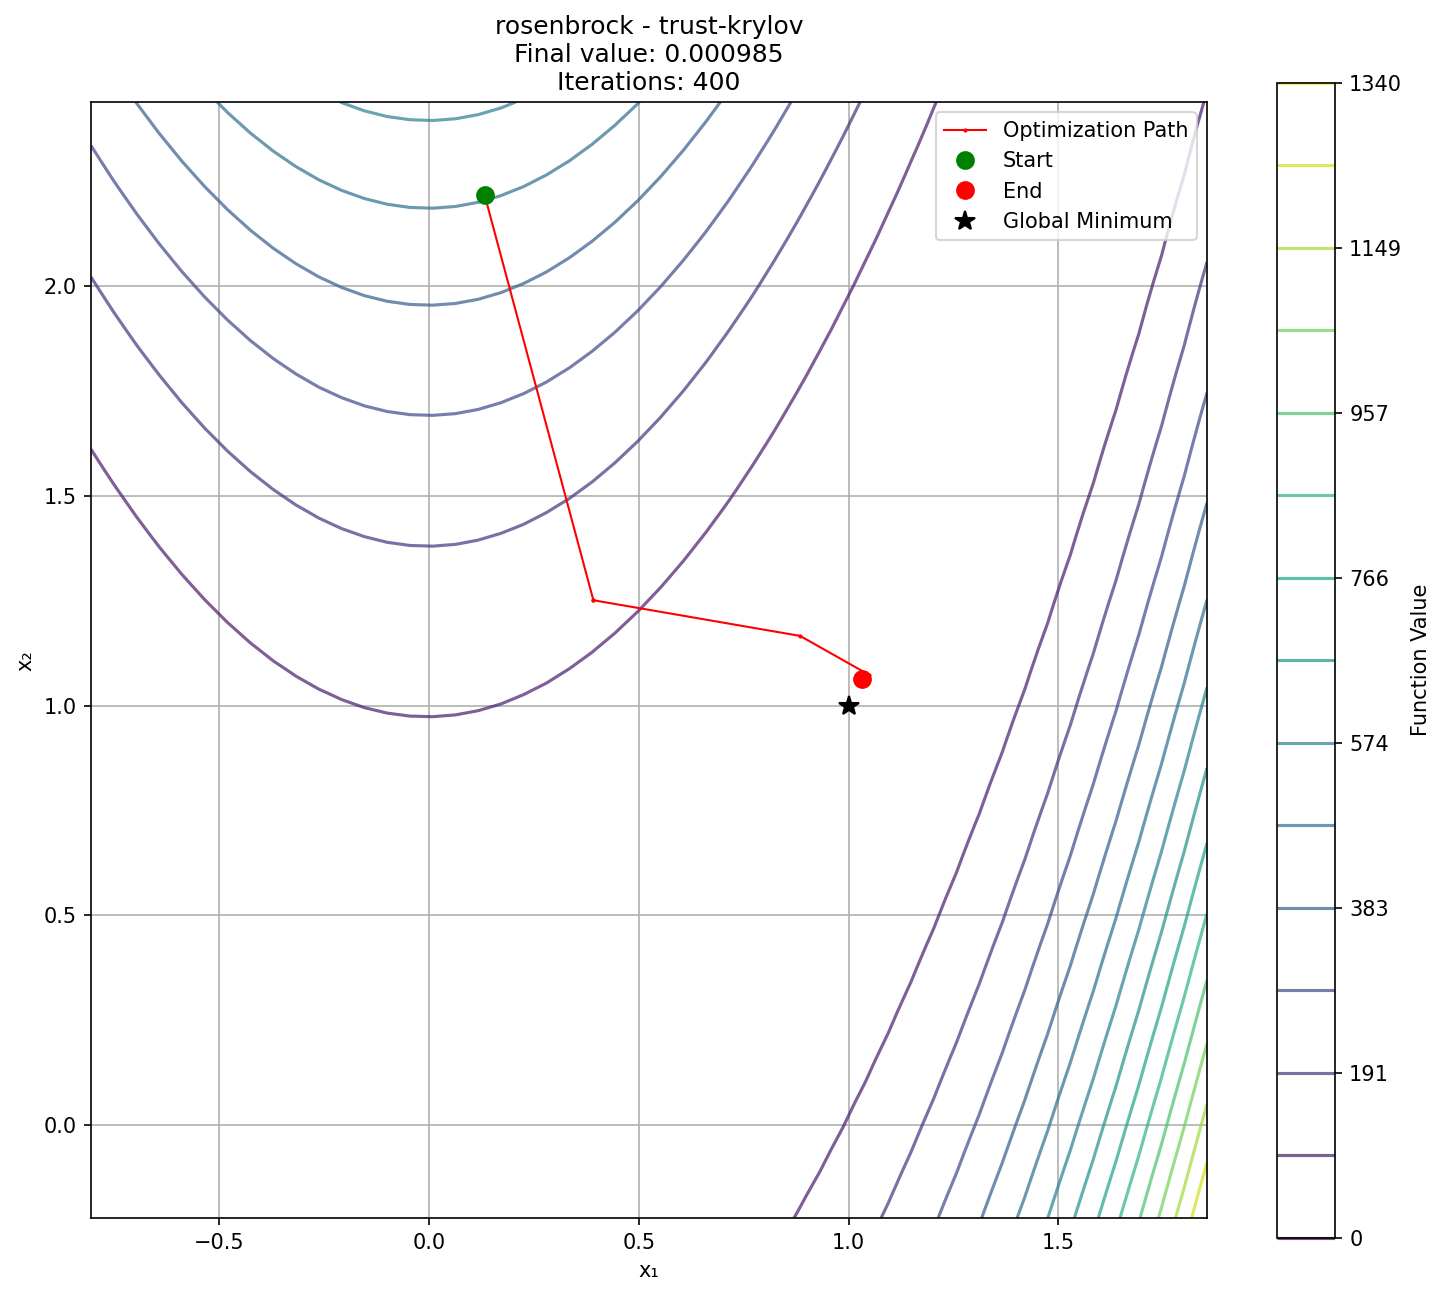 rosenbrock - trust-krylov
Final value: 0.000985
Iterations: 400
Optimization Path
Start
End
Global Minimum
2.0
1.5
1.0
0.5
0.0
x₂
−0.5
0.0
0.5
1.0
1.5
x₁
1340
1149
957
766
574
383
191
0
Function Value